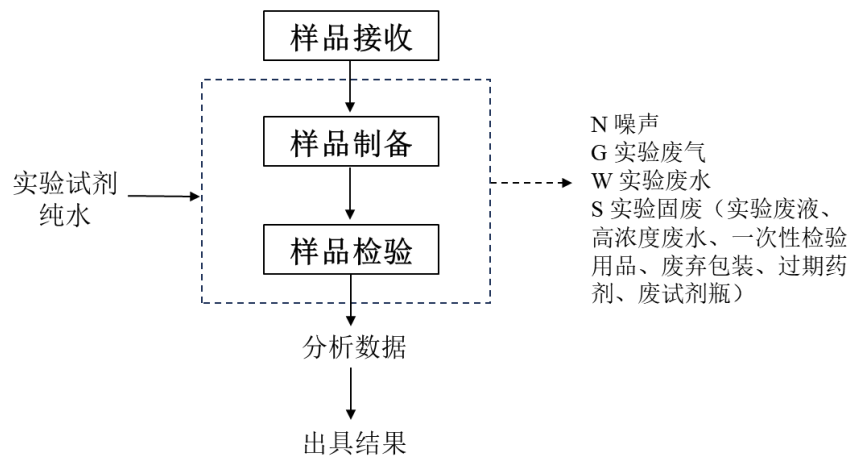 样品接收
样品制备
样品检验
实验试剂
纯水
N 噪声
G 实验废气
W 实验废水
S 实验固废（实验废液、
高浓度废水、一次性检验
用品、废弃包装、过期药
剂、废试剂瓶）
分析数据
出具结果